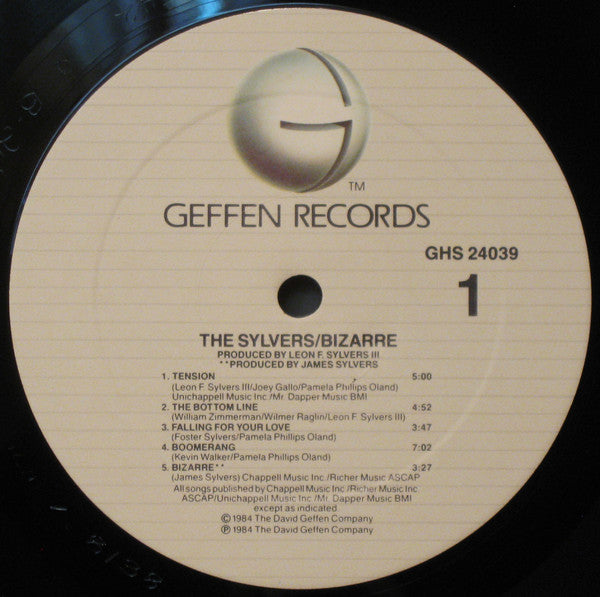 TM
GEFFEN RECORDS
GHS 24039
1
THE SYLVERS/BIZARRE
PRODUCED BY LEON F. SYLVERS III
**PRODUCED BY JAMES SYLVERS
1. TENSION 5:00
(Leon F. Sylvers III/Joey Gallo/Pamela Phillips Oland)
Unichappell Music Inc./Mr. Dapper Music BMI
2. THE BOTTOM LINE 4:52
(William Zimmerman/Wilmer Raglin/Leon F. Sylvers III)
3. FALLING FOR YOUR LOVE 3:47
(Foster Sylvers/Pamela Phillips Oland)
4. BOOMERANG 7:02
(Kevin Walker/Pamela Phillips Oland)
5. BIZARRE** 3:27
(James Sylvers) Chappell Music Inc./Richer Music ASCAP
All songs published by Chappell Music Inc./Richer Music Inc.
ASCAP/Unichappell Music Inc./Mr. Dapper Music BMI
except as indicated.
© 1984 The David Geffen Company
℗ 1984 The David Geffen Company